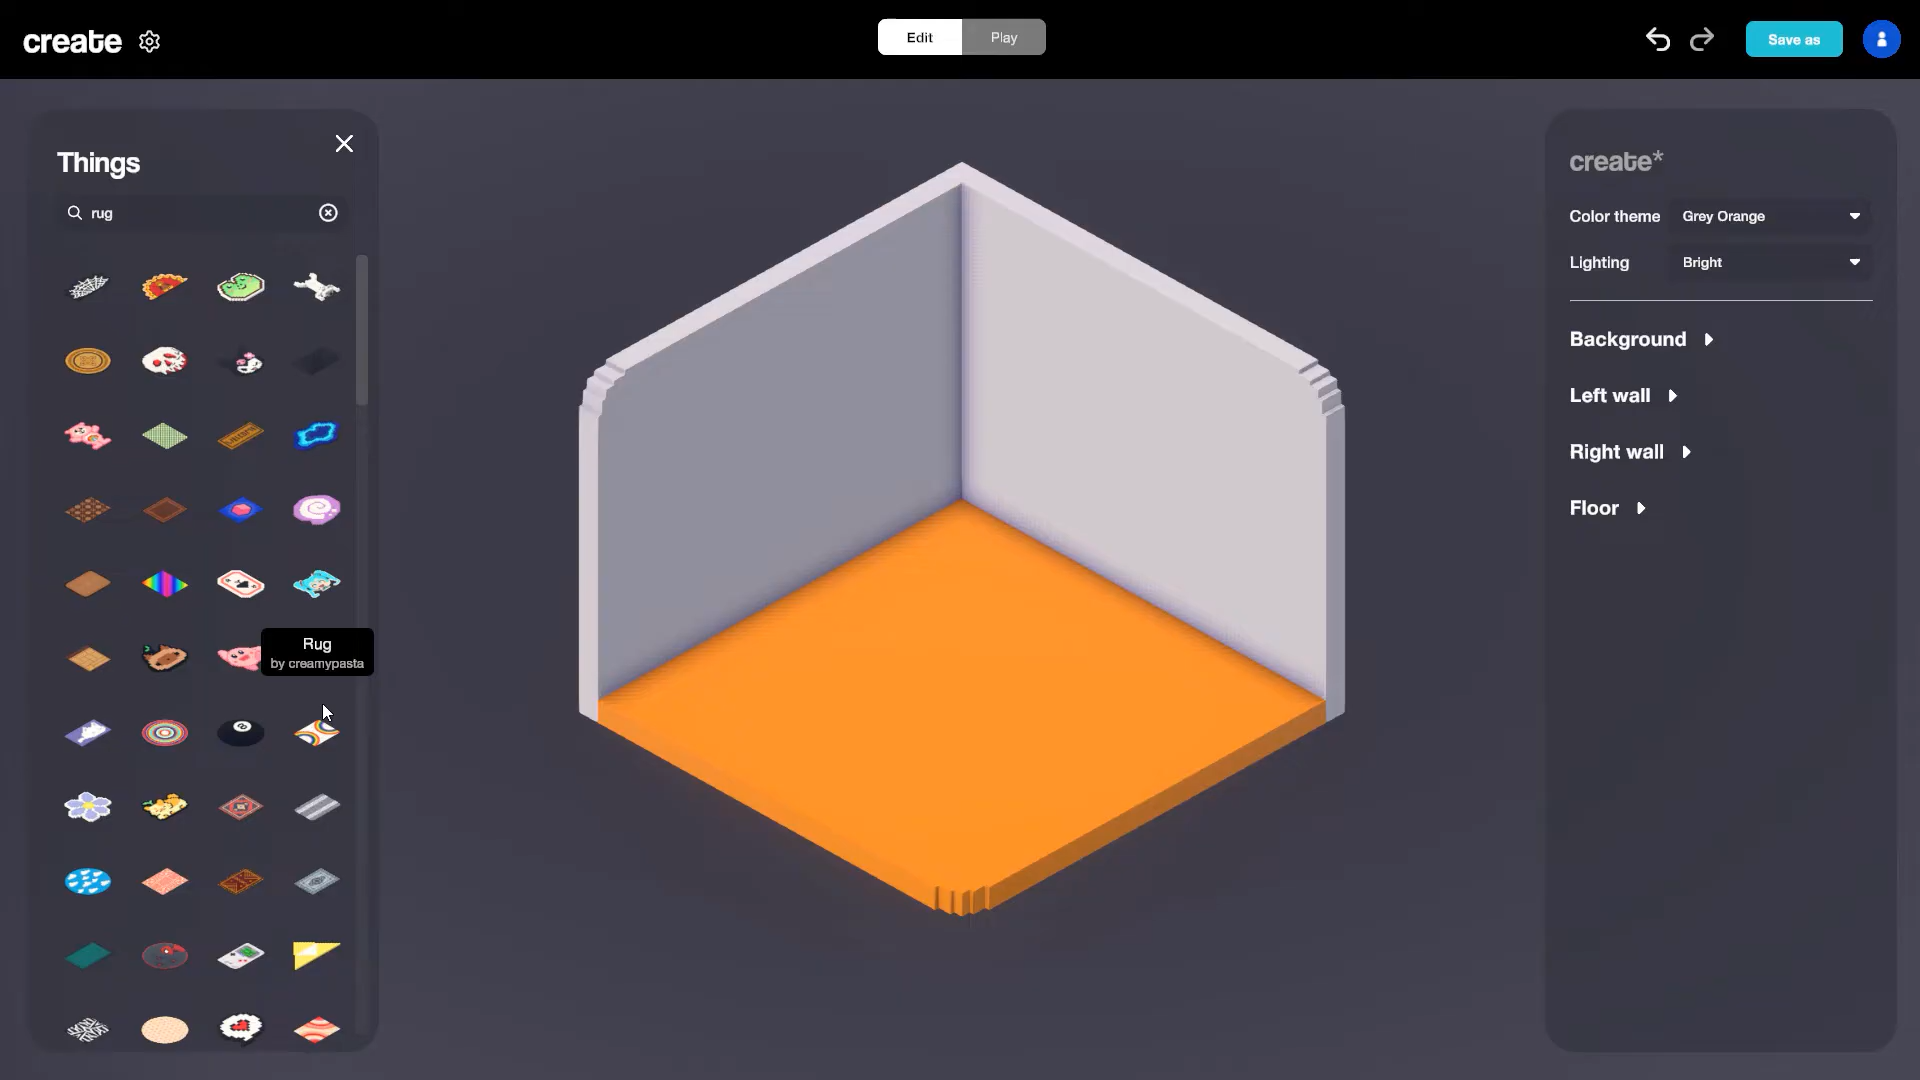 create
Edit
Play
Save as
Things
rug
Rug
by creamypasta
8
create*
Color theme
Grey Orange
Lighting
Bright
Background
Left wall
Right wall
Floor